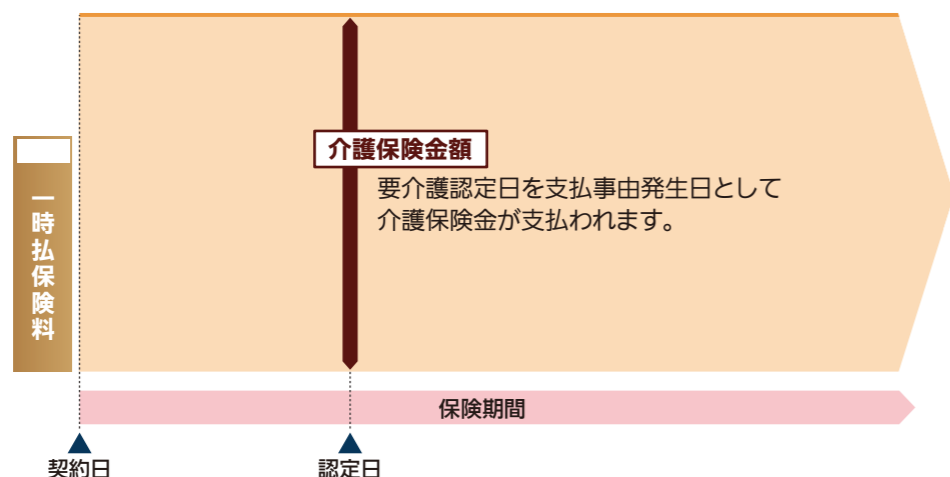 一時払保険料
介護保険金額
要介護認定日を支払事由発生日として
介護保険金が支払われます。
保険期間
契約日
認定日